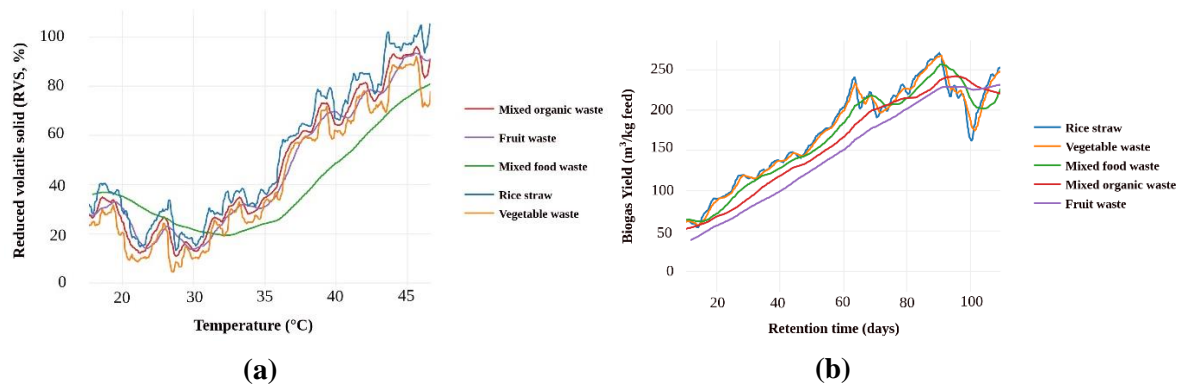 Reduced volatile solid (RVS, %)
100
80
60
40
20
0
20
30
35
40
45
Temperature (°C)
Mixed organic waste
Fruit waste
Mixed food waste
Rice straw
Vegetable waste
(a)
Biogas Yield (m³/kg feed)
250
200
150
100
50
0
20
40
60
80
100
Retention time (days)
Rice straw
Vegetable waste
Mixed food waste
Mixed organic waste
Fruit waste
(b)